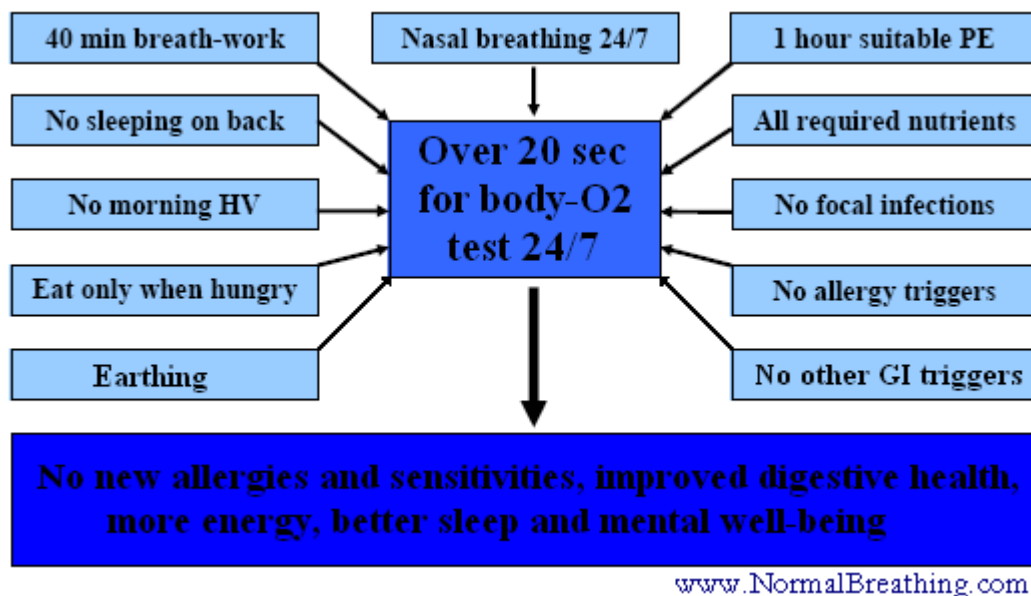 40 min breath-work
Nasal breathing 24/7
1 hour suitable PE
No sleeping on back
All required nutrients
Over 20 sec
for body-O2
test 24/7
No morning HV
No focal infections
Eat only when hungry
No allergy triggers
Earthing
No other GI triggers
No new allergies and sensitivities, improved digestive health,
more energy, better sleep and mental well-being
www.NormalBreathing.com